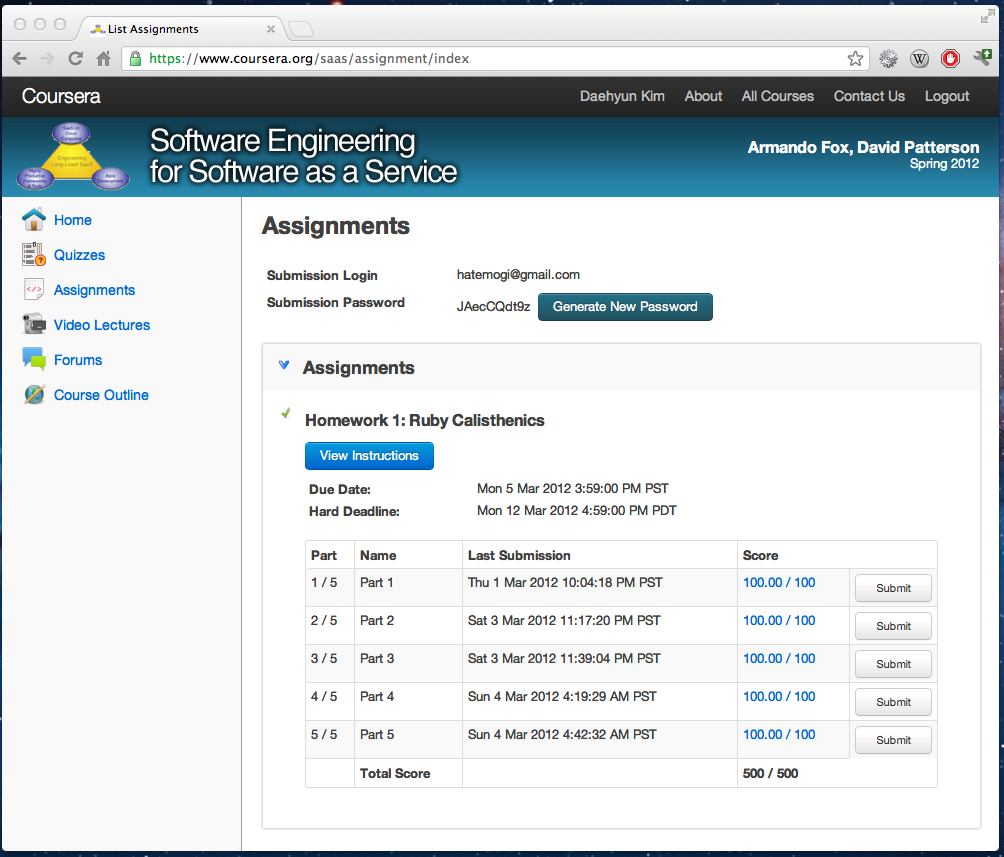 List Assignments
https://www.coursera.org/saas/assignment/index
Coursera
Daehyun Kim About All Courses Contact Us Logout
SaaS on
Cloud
Computing
Engineering
Long-Lived SaaS
Highly
Productive
Agile
Development
Software Engineering
for Software as a Service
Armando Fox, David Patterson
Spring 2012
Home
Quizzes
Assignments
Video Lectures
Forums
Course Outline
Assignments
Submission Login hatemogi@gmail.com
Submission Password JAecCQdt9z Generate New Password
Assignments
Homework 1: Ruby Calisthenics
View Instructions
Due Date: Mon 5 Mar 2012 3:59:00 PM PST
Hard Deadline: Mon 12 Mar 2012 4:59:00 PM PDT
Part Name Last Submission Score
1 / 5 Part 1 Thu 1 Mar 2012 10:04:18 PM PST 100.00 / 100 Submit
2 / 5 Part 2 Sat 3 Mar 2012 11:17:20 PM PST 100.00 / 100 Submit
3 / 5 Part 3 Sat 3 Mar 2012 11:39:04 PM PST 100.00 / 100 Submit
4 / 5 Part 4 Sun 4 Mar 2012 4:19:29 AM PST 100.00 / 100 Submit
5 / 5 Part 5 Sun 4 Mar 2012 4:42:32 AM PST 100.00 / 100 Submit
Total Score 500 / 500